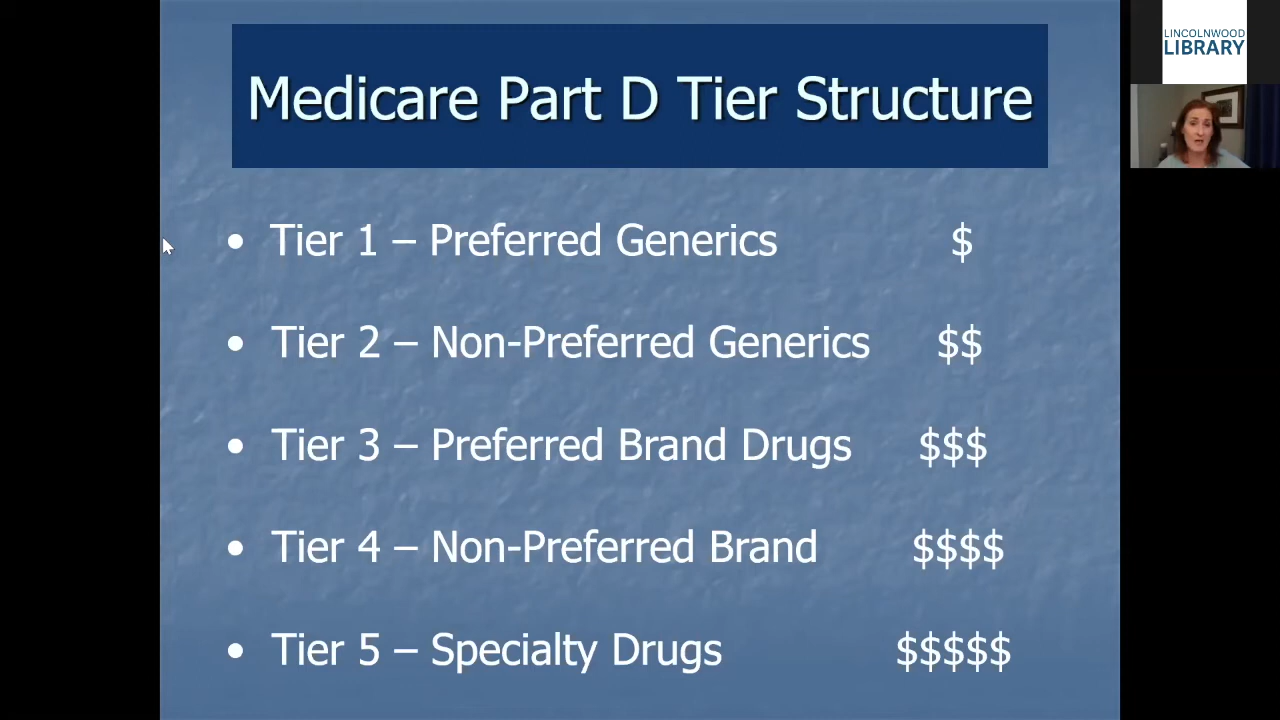 Medicare Part D Tier Structure
• Tier 1 – Preferred Generics $
• Tier 2 – Non-Preferred Generics $$
• Tier 3 – Preferred Brand Drugs $$$
• Tier 4 – Non-Preferred Brand $$$$
• Tier 5 – Specialty Drugs $$$$$
LINCOLNWOOD
LIBRARY